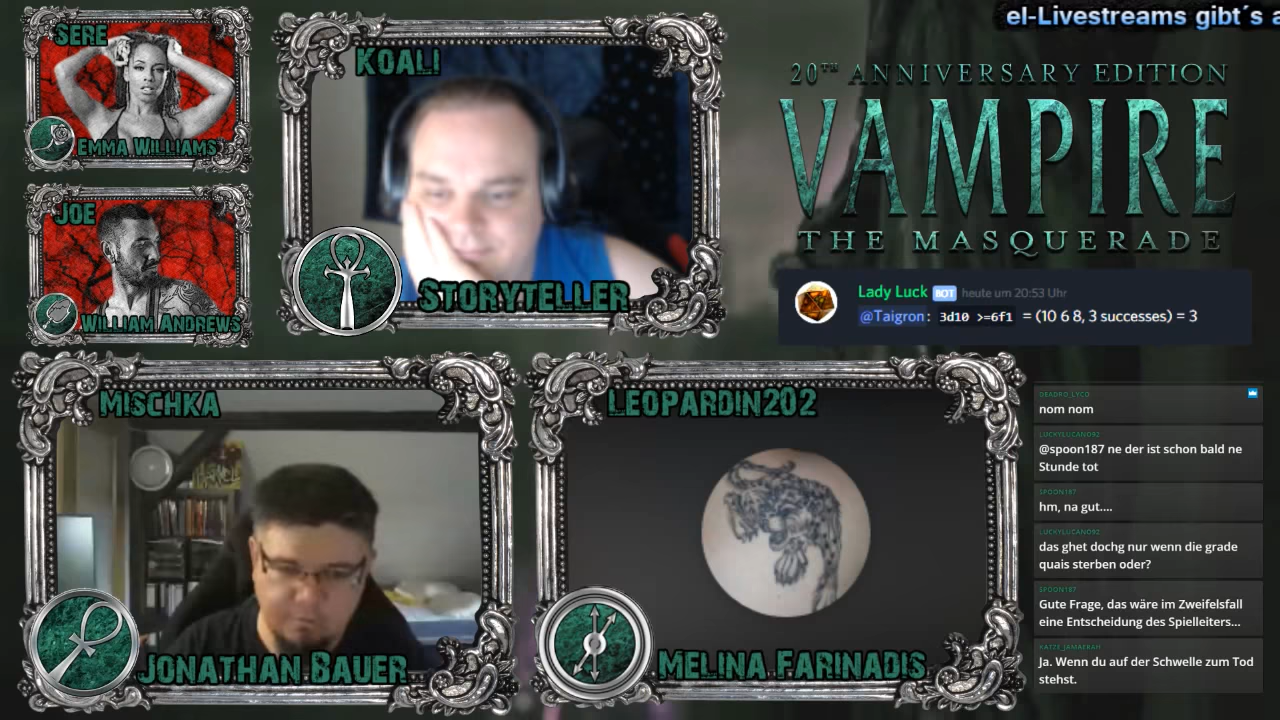 el-Livestreams gibt´s a
SERE
EMMA WILLIAMS
KOALI
STORYTELLER
20TH ANNIVERSARY EDITION
VAMPIRE
THE MASQUERADE
JOE
WILLIAM ANDREWS
Lady Luck BOT heute um 20:53 Uhr
@Taigron: 3d10 >=6f1 = (10 6 8, 3 successes) = 3
MISCHKA
JONATHAN BAUER
LEOPARDIN202
MELINA FARINADIS
DEADRO_LYCO
nom nom
LUCKYLUCANO92
@spoon187 ne der ist schon bald ne
Stunde tot
SPOON187
hm, na gut....
LUCKYLUCANO92
das ghet dochg nur wenn die grade
quais sterben oder?
SPOON187
Gute Frage, das wäre im Zweifelsfall
eine Entscheidung des Spielleiters...
KATZE_JAMAERAH
Ja. Wenn du auf der Schwelle zum Tod
stehst.